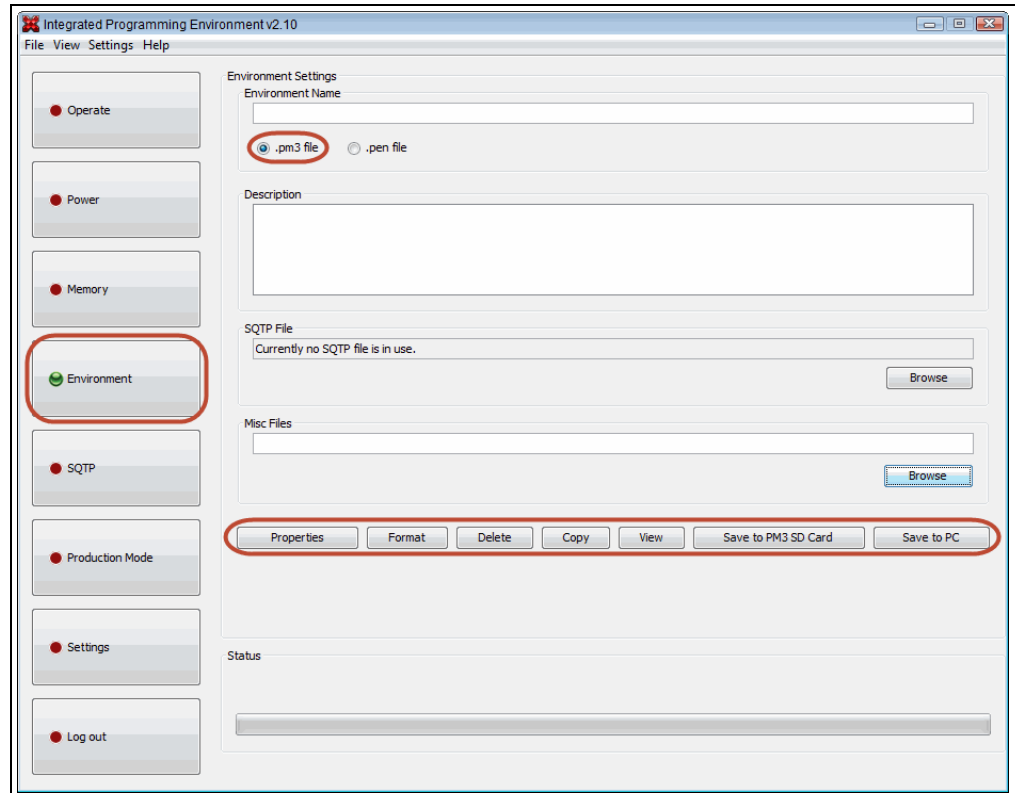 Integrated Programming Environment v2.10
File View Settings Help
Operate
Power
Memory
Environment
SQTP
Production Mode
Settings
Log out
Environment Settings
Environment Name
.pm3 file .pen file
Description
SQTP File
Currently no SQTP file is in use.
Browse
Misc Files
Browse
Properties Format Delete Copy View Save to PM3 SD Card Save to PC
Status